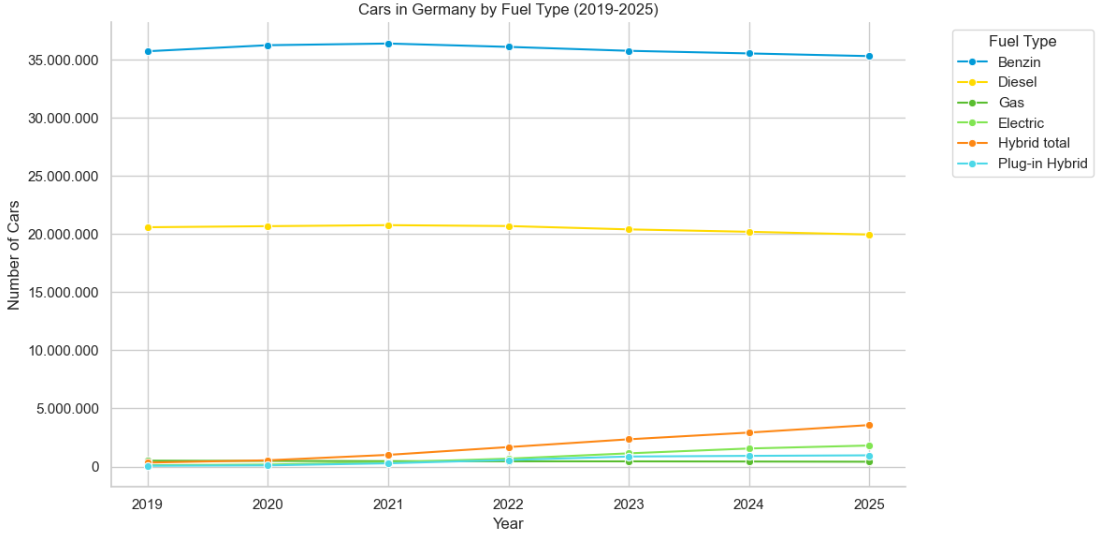 Cars in Germany by Fuel Type (2019-2025)
Number of Cars
35.000.000
30.000.000
25.000.000
20.000.000
15.000.000
10.000.000
5.000.000
0
2019 2020 2021 2022 2023 2024 2025
Year
Fuel Type
Benzin
Diesel
Gas
Electric
Hybrid total
Plug-in Hybrid